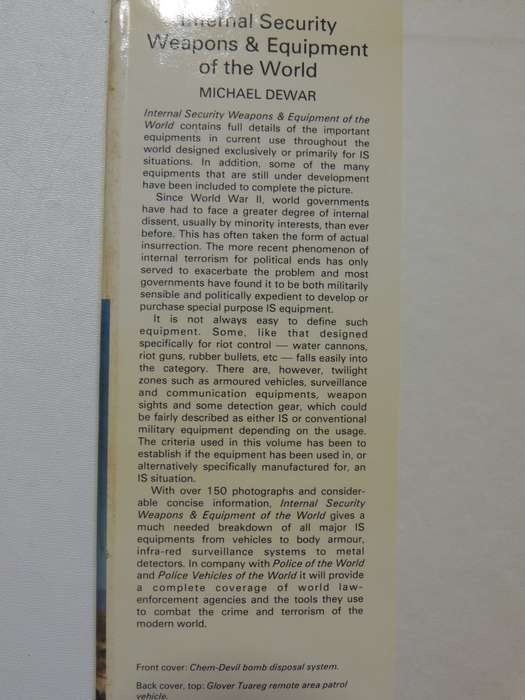 Internal Security
Weapons & Equipment
of the World
MICHAEL DEWAR
Internal Security Weapons & Equipment of the
World contains full details of the important
equipments in current use throughout the
world designed exclusively or primarily for IS
situations. In addition, some of the many
equipments that are still under development
have been included to complete the picture.
Since World War II, world governments
have had to face a greater degree of internal
dissent, usually by minority interests, than ever
before. This has often taken the form of actual
insurrection. The more recent phenomenon of
internal terrorism for political ends has only
served to exacerbate the problem and most
governments have found it to be both militarily
sensible and politically expedient to develop or
purchase special purpose IS equipment.
It is not always easy to define such
equipment. Some, like that designed
specifically for riot control — water cannons,
riot guns, rubber bullets, etc — falls easily into
the category. There are, however, twilight
zones such as armoured vehicles, surveillance
and communication equipments, weapon
sights and some detection gear, which could
be fairly described as either IS or conventional
military equipment depending on the usage.
The criteria used in this volume has been to
establish if the equipment has been used in, or
alternatively specifically manufactured for, an
IS situation.
With over 150 photographs and consider-
able concise information, Internal Security
Weapons & Equipment of the World gives a
much needed breakdown of all major IS
equipments from vehicles to body armour,
infra-red surveillance systems to metal
detectors. In company with Police of the World
and Police Vehicles of the World it will provide
a complete coverage of world law-
enforcement agencies and the tools they use
to combat the crime and terrorism of the
modern world.
Front cover: Chem-Devil bomb disposal system.
Back cover, top: Glover Tuareg remote area patrol
vehicle.